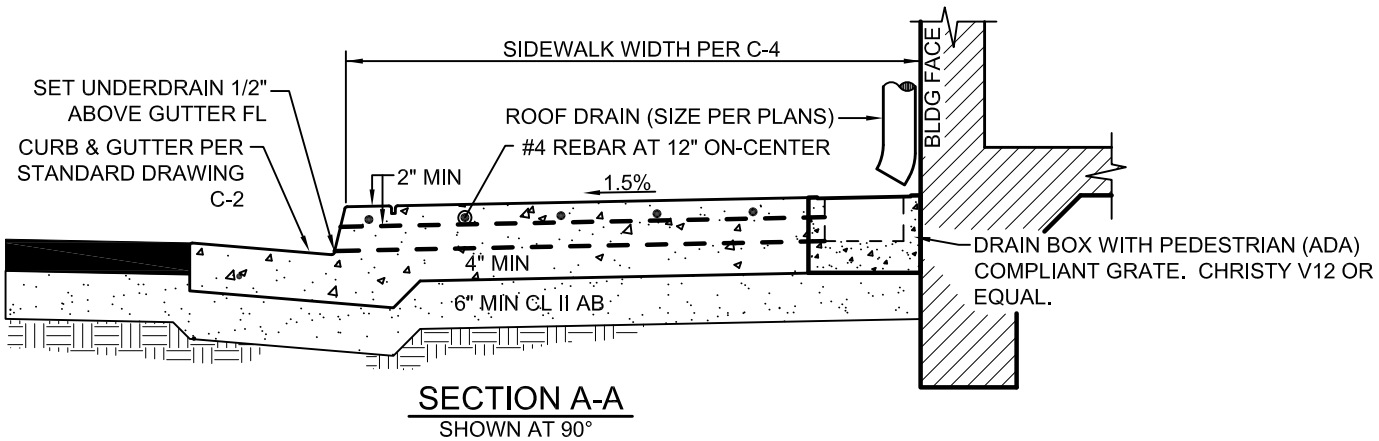 SIDEWALK WIDTH PER C-4
BLDG FACE
SET UNDERDRAIN 1/2"
ABOVE GUTTER FL
ROOF DRAIN (SIZE PER PLANS)
CURB & GUTTER PER
STANDARD DRAWING
C-2
#4 REBAR AT 12" ON-CENTER
2" MIN
1.5%
4" MIN
DRAIN BOX WITH PEDESTRIAN (ADA)
COMPLIANT GRATE. CHRISTY V12 OR
EQUAL.
6" MIN CL II AB
SECTION A-A
SHOWN AT 90°